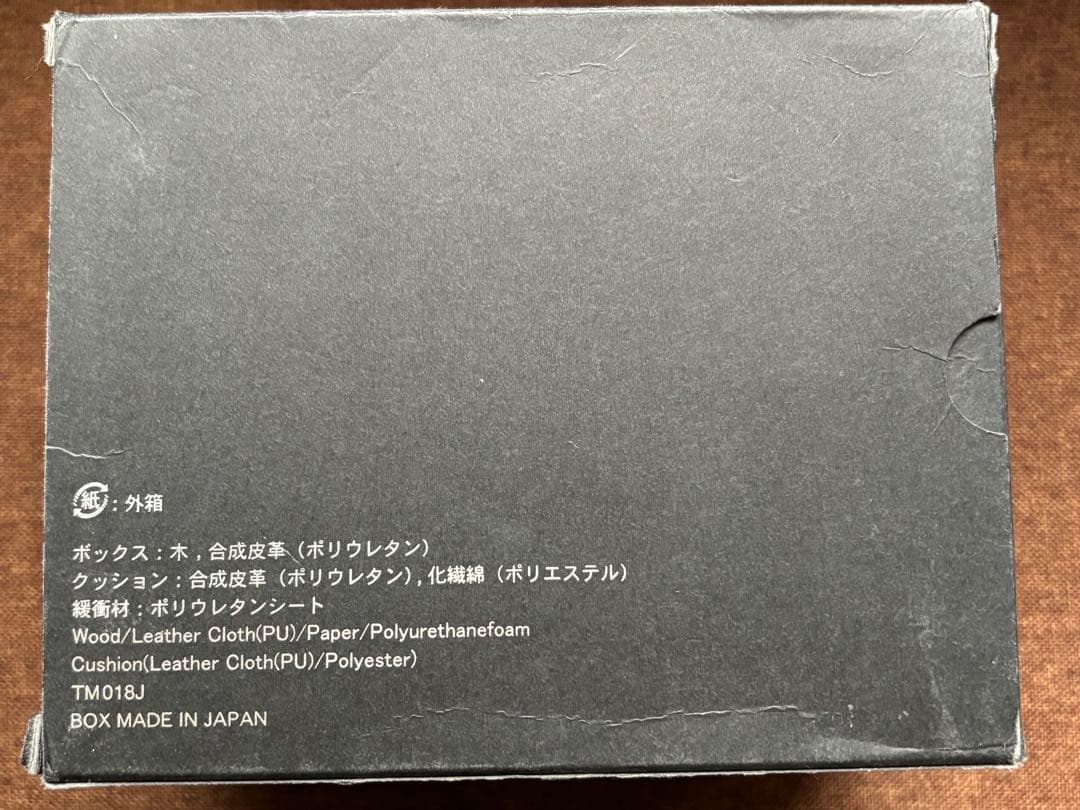 紙：外箱
ボックス：木，合成皮革（ポリウレタン）
クッション：合成皮革（ポリウレタン），化繊綿（ポリエステル）
緩衝材：ポリウレタンシート
Wood/Leather Cloth(PU)/Paper/Polyurethanefoam
Cushion(Leather Cloth(PU)/Polyester)
TM018J
BOX MADE IN JAPAN